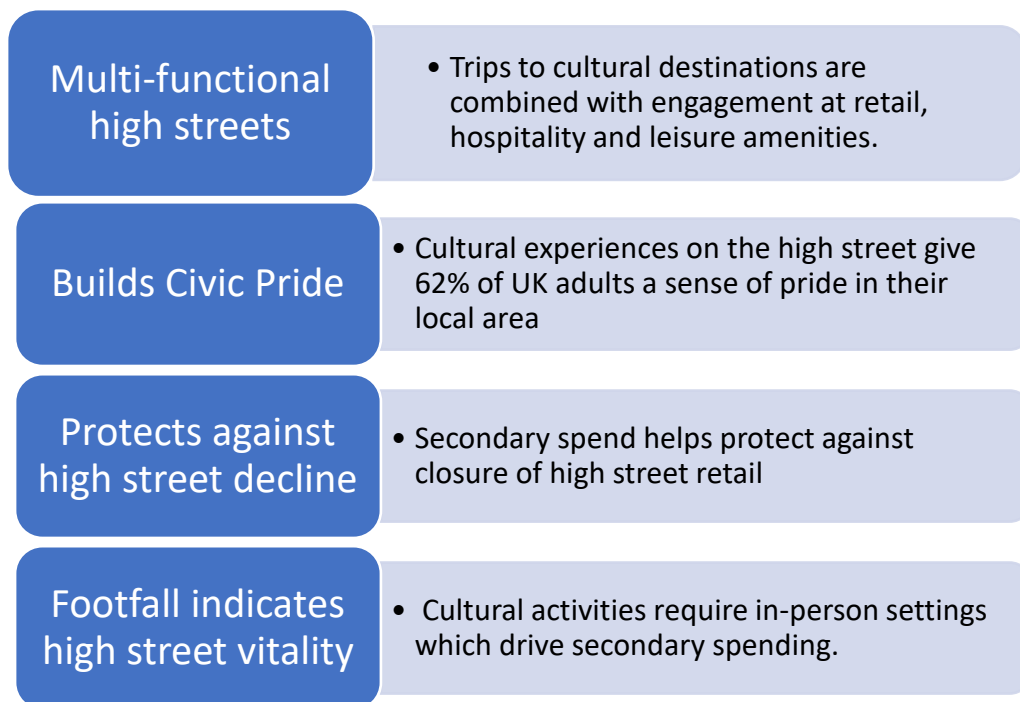 Multi-functional
high streets
• Trips to cultural destinations are
combined with engagement at retail,
hospitality and leisure amenities.
Builds Civic Pride
• Cultural experiences on the high street give
62% of UK adults a sense of pride in their
local area
Protects against
high street decline
• Secondary spend helps protect against
closure of high street retail
Footfall indicates
high street vitality
• Cultural activities require in-person settings
which drive secondary spending.